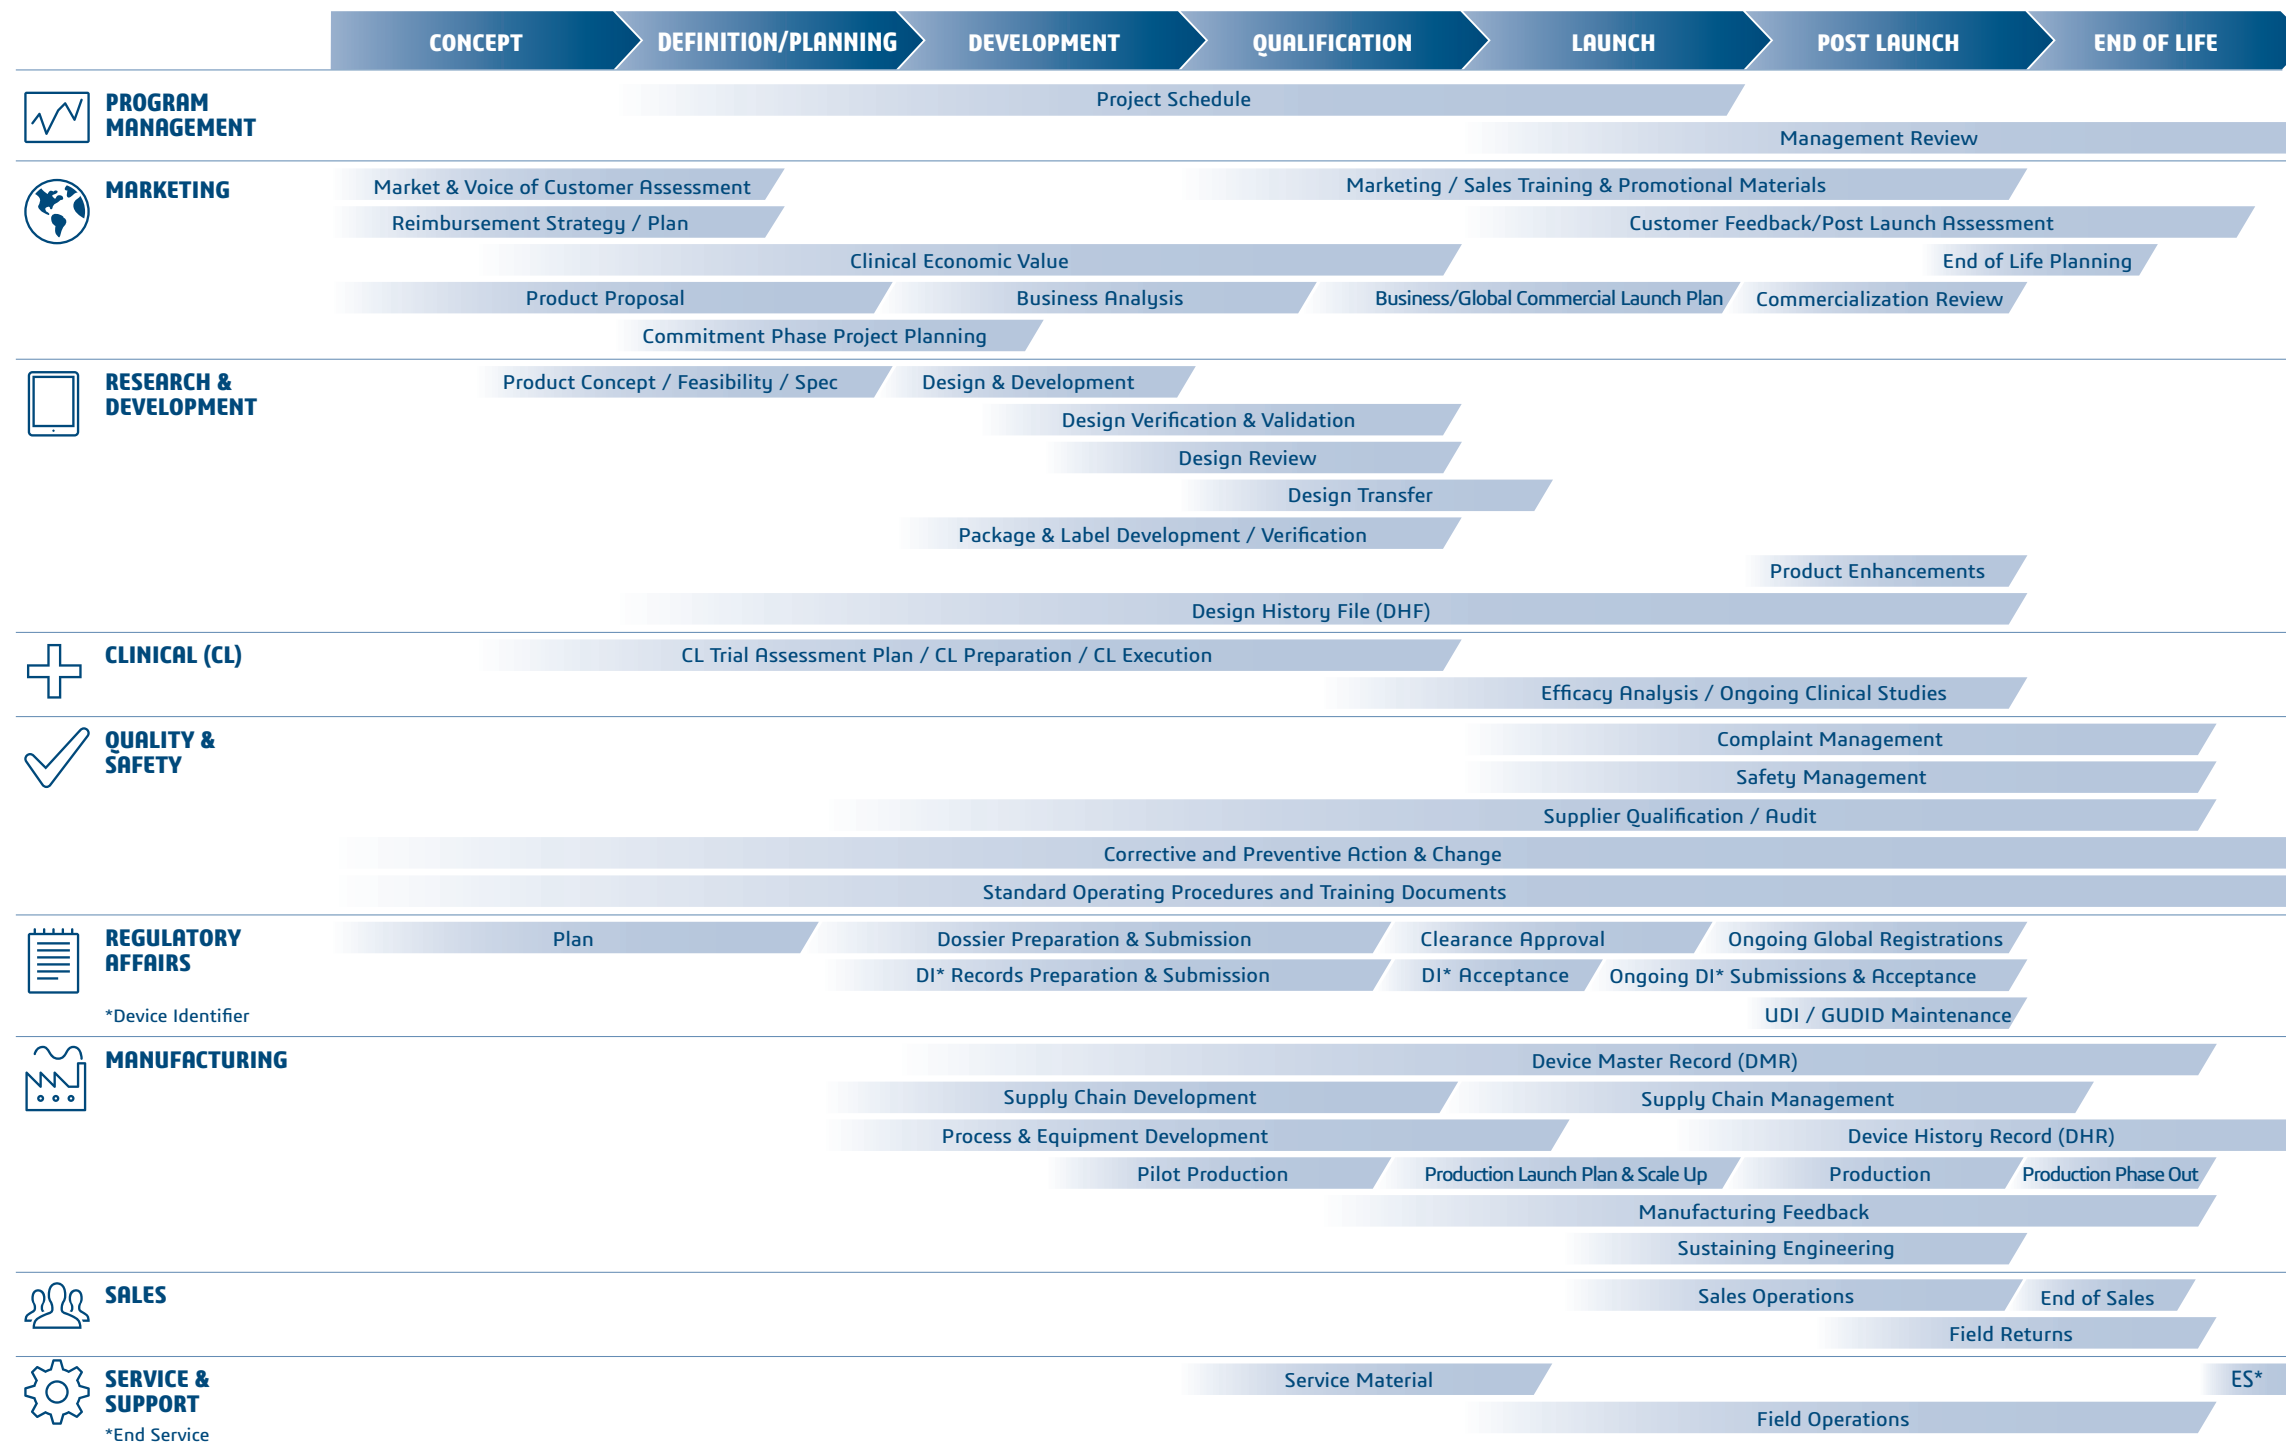 CONCEPT
DEFINITION/PLANNING
DEVELOPMENT
QUALIFICATION
LAUNCH
POST LAUNCH
END OF LIFE
PROGRAM
MANAGEMENT
Project Schedule
Management Review
MARKETING
Market & Voice of Customer Assessment
Marketing / Sales Training & Promotional Materials
Reimbursement Strategy / Plan
Customer Feedback/Post Launch Assessment
Clinical Economic Value
End of Life Planning
Product Proposal
Business Analysis
Business/Global Commercial Launch Plan
Commercialization Review
Commitment Phase Project Planning
RESEARCH &
DEVELOPMENT
Product Concept / Feasibility / Spec
Design & Development
Design Verification & Validation
Design Review
Design Transfer
Package & Label Development / Verification
Product Enhancements
Design History File (DHF)
CLINICAL (CL)
CL Trial Assessment Plan / CL Preparation / CL Execution
Efficacy Analysis / Ongoing Clinical Studies
QUALITY &
SAFETY
Complaint Management
Safety Management
Supplier Qualification / Audit
Corrective and Preventive Action & Change
Standard Operating Procedures and Training Documents
REGULATORY
AFFAIRS
*Device Identifier
Plan
Dossier Preparation & Submission
Clearance Approval
Ongoing Global Registrations
DI* Records Preparation & Submission
DI* Acceptance
Ongoing DI* Submissions & Acceptance
UDI / GUDID Maintenance
MANUFACTURING
Device Master Record (DMR)
Supply Chain Development
Supply Chain Management
Process & Equipment Development
Device History Record (DHR)
Pilot Production
Production Launch Plan & Scale Up
Production
Production Phase Out
Manufacturing Feedback
Sustaining Engineering
SALES
Sales Operations
End of Sales
Field Returns
SERVICE &
SUPPORT
*End Service
Service Material
ES*
Field Operations